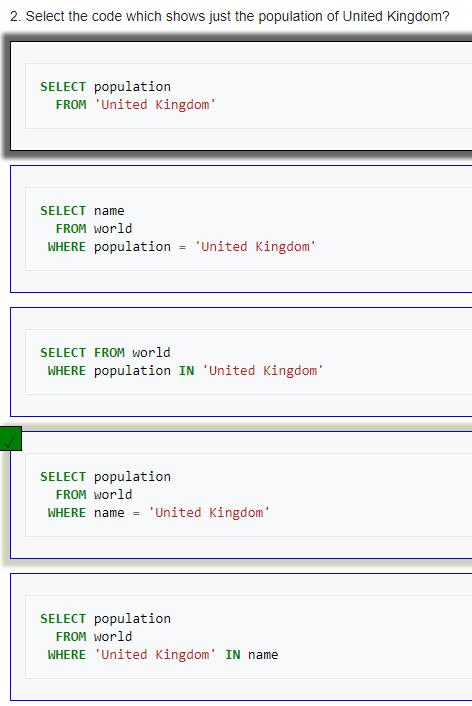 2. Select the code which shows just the population of United Kingdom?
SELECT population
FROM 'United Kingdom'
SELECT name
FROM world
WHERE population = 'United Kingdom'
SELECT FROM world
WHERE population IN 'United Kingdom'
SELECT population
FROM world
WHERE name = 'United Kingdom'
SELECT population
FROM world
WHERE 'United Kingdom' IN name